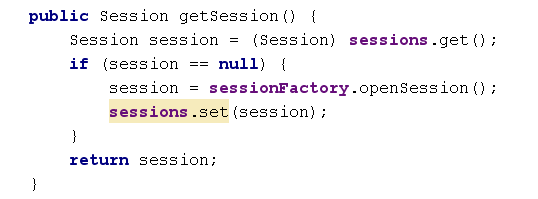 public Session getSession() {
    Session session = (Session) sessions.get();
    if (session == null) {
        session = sessionFactory.openSession();
        sessions.set(session);
    }
    return session;
}